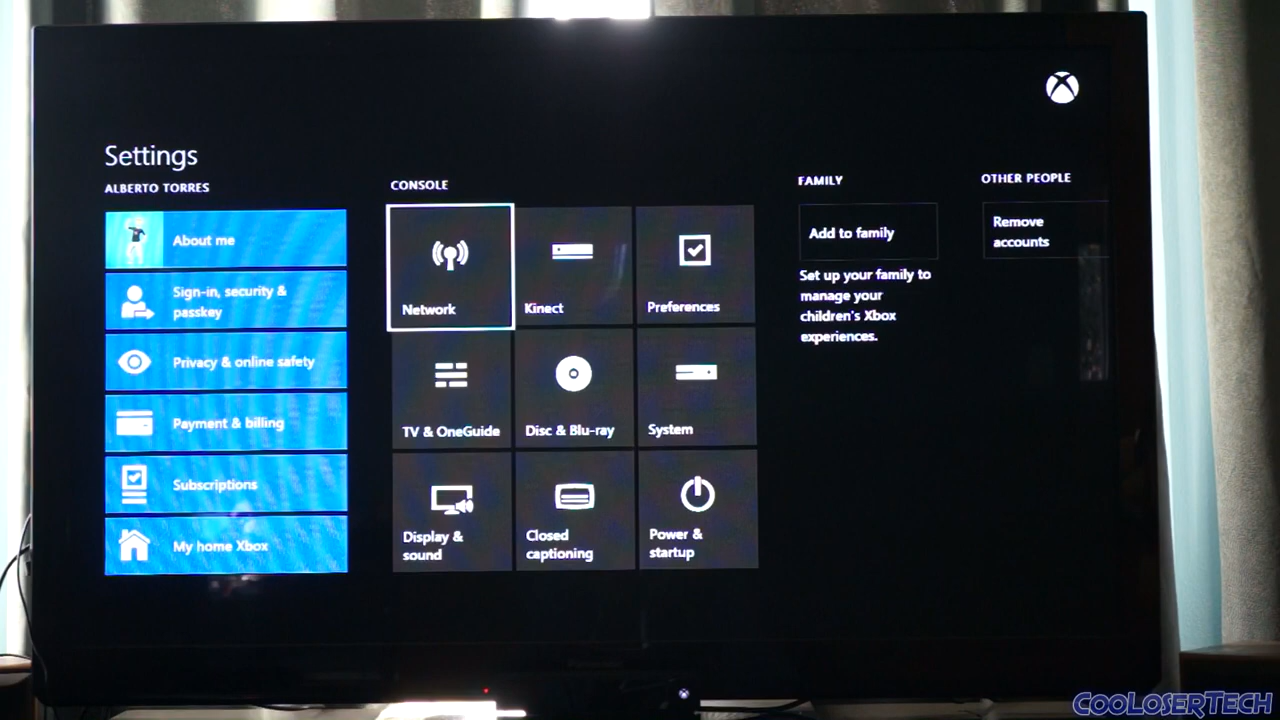 Settings
ALBERTO TORRES
About me
Sign-in, security &
passkey
Privacy & online safety
Payment & billing
Subscriptions
My home Xbox
CONSOLE
Network
Kinect
Preferences
TV & OneGuide
Disc & Blu-ray
System
Display &
sound
Closed
captioning
Power &
startup
FAMILY
Add to family
Set up your family to
manage your
children's Xbox
experiences.
OTHER PEOPLE
Remove
accounts
COOLOSERTECH